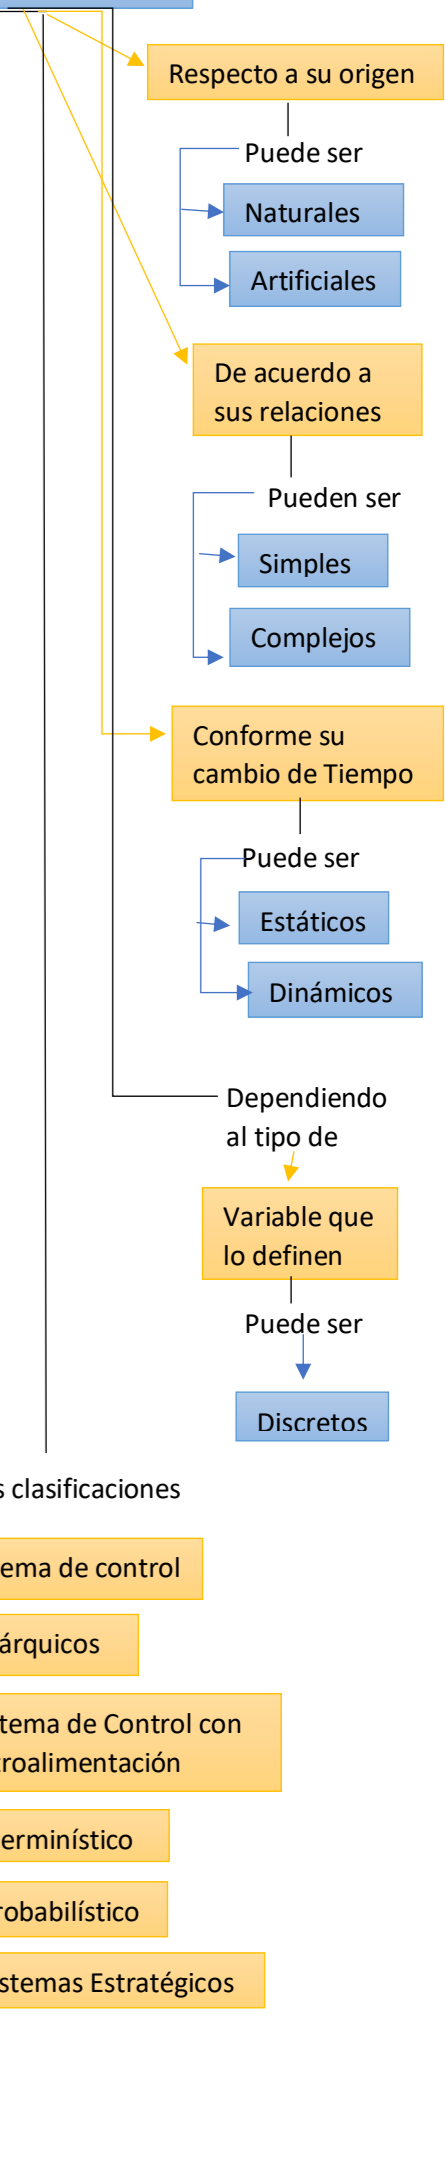 Respecto a su origen
Puede ser
Naturales
Artificiales
De acuerdo a
sus relaciones
Pueden ser
Simples
Complejos
Conforme su
cambio de Tiempo
Puede ser
Estáticos
Dinámicos
Dependiendo
al tipo de
Variable que
lo definen
Puede ser
Discretos
s clasificaciones
ema de control
árquicos
tema de Control con
troalimentación
erminístico
robabilístico
stemas Estratégicos